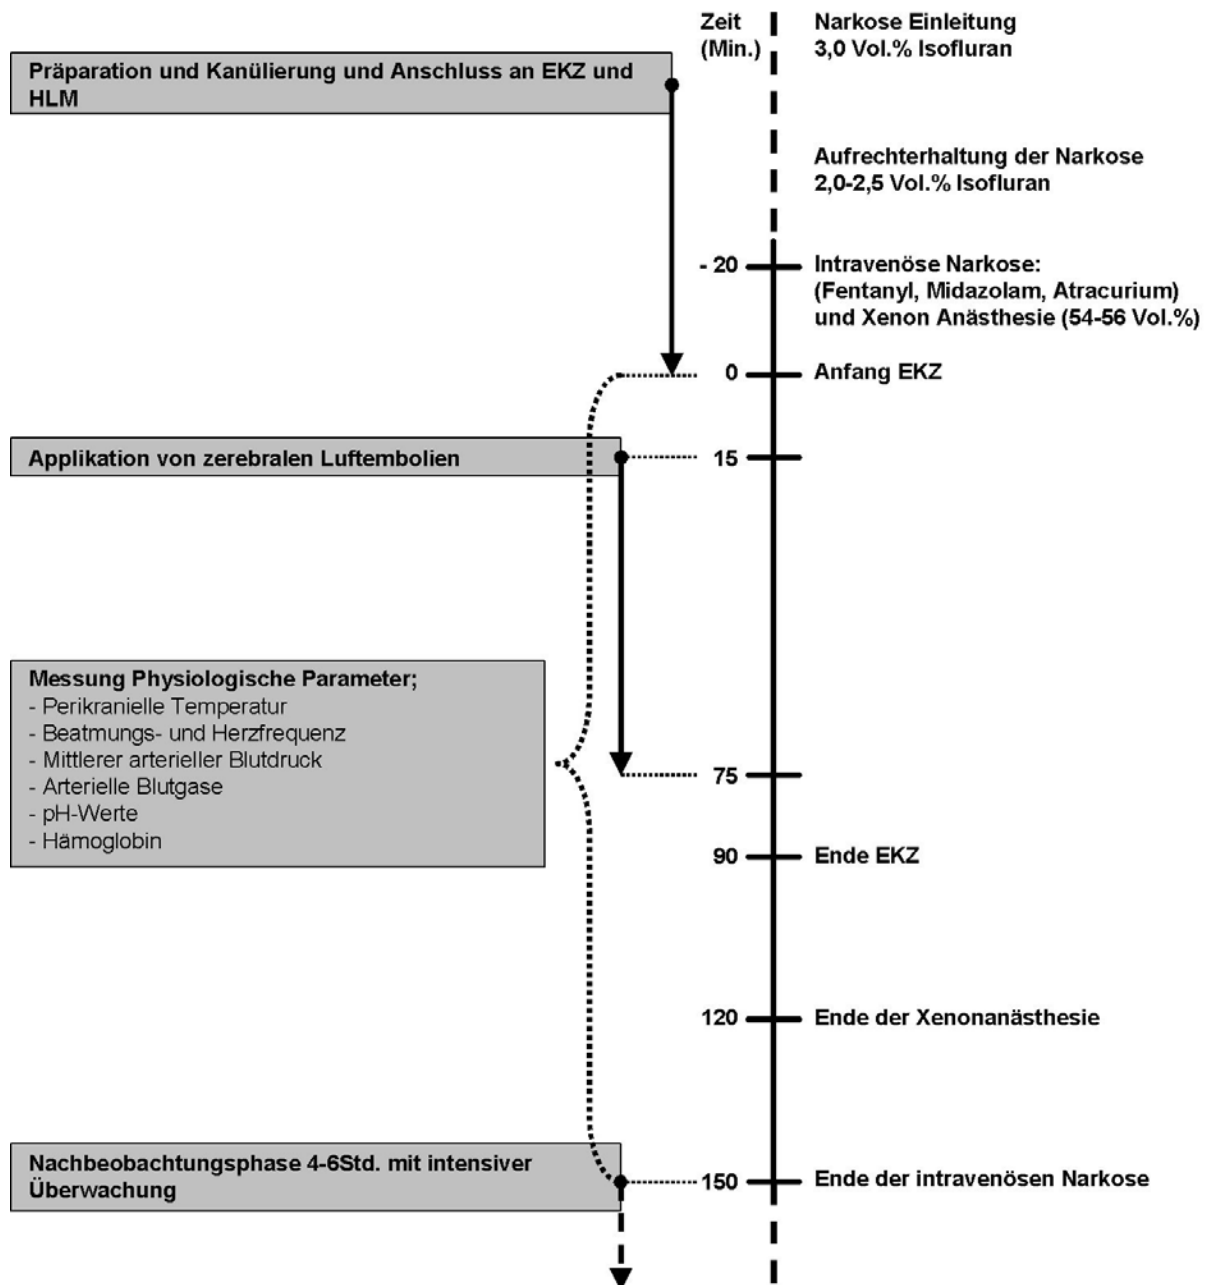 Zeit
(Min.)
Narkose Einleitung
3,0 Vol.% Isofluran
Präparation und Kanülierung und Anschluss an EKZ und
HLM
Aufrechterhaltung der Narkose
2,0-2,5 Vol.% Isofluran
- 20
Intravenöse Narkose:
(Fentanyl, Midazolam, Atracurium)
und Xenon Anästhesie (54-56 Vol.%)
0
Anfang EKZ
Applikation von zerebralen Luftembolien
15
Messung Physiologische Parameter;
- Perikranielle Temperatur
- Beatmungs- und Herzfrequenz
- Mittlerer arterieller Blutdruck
- Arterielle Blutgase
- pH-Werte
- Hämoglobin
75
90
Ende EKZ
120
Ende der Xenonanästhesie
Nachbeobachtungsphase 4-6Std. mit intensiver
Überwachung
150
Ende der intravenösen Narkose